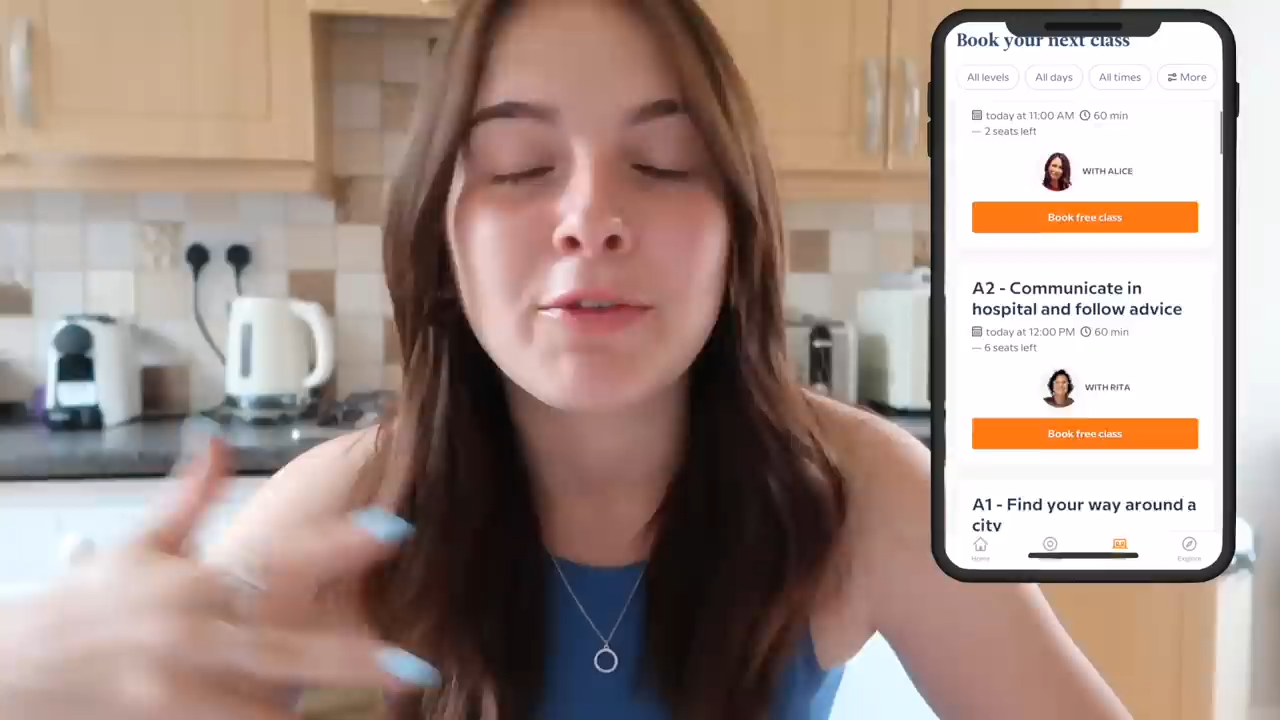 Book your next class
All levels
All days
All times
More
today at 11:00 AM 60 min
— 2 seats left
WITH ALICE
Book free class
A2 - Communicate in
hospital and follow advice
today at 12:00 PM 60 min
— 6 seats left
WITH RITA
Book free class
A1 - Find your way around a
city
Home
Explore